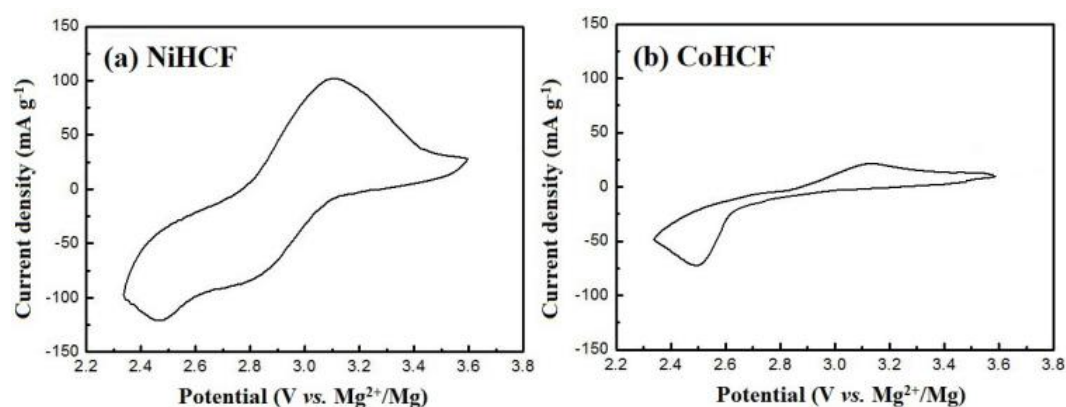 (a) NiHCF
Current density (mA g⁻¹)
150
100
50
0
-50
-100
-150
2.2 2.4 2.6 2.8 3.0 3.2 3.4 3.6 3.8
Potential (V vs. Mg²⁺/Mg)
(b) CoHCF
Current density (mA g⁻¹)
150
100
50
0
-50
-100
-150
2.2 2.4 2.6 2.8 3.0 3.2 3.4 3.6 3.8
Potential (V vs. Mg²⁺/Mg)